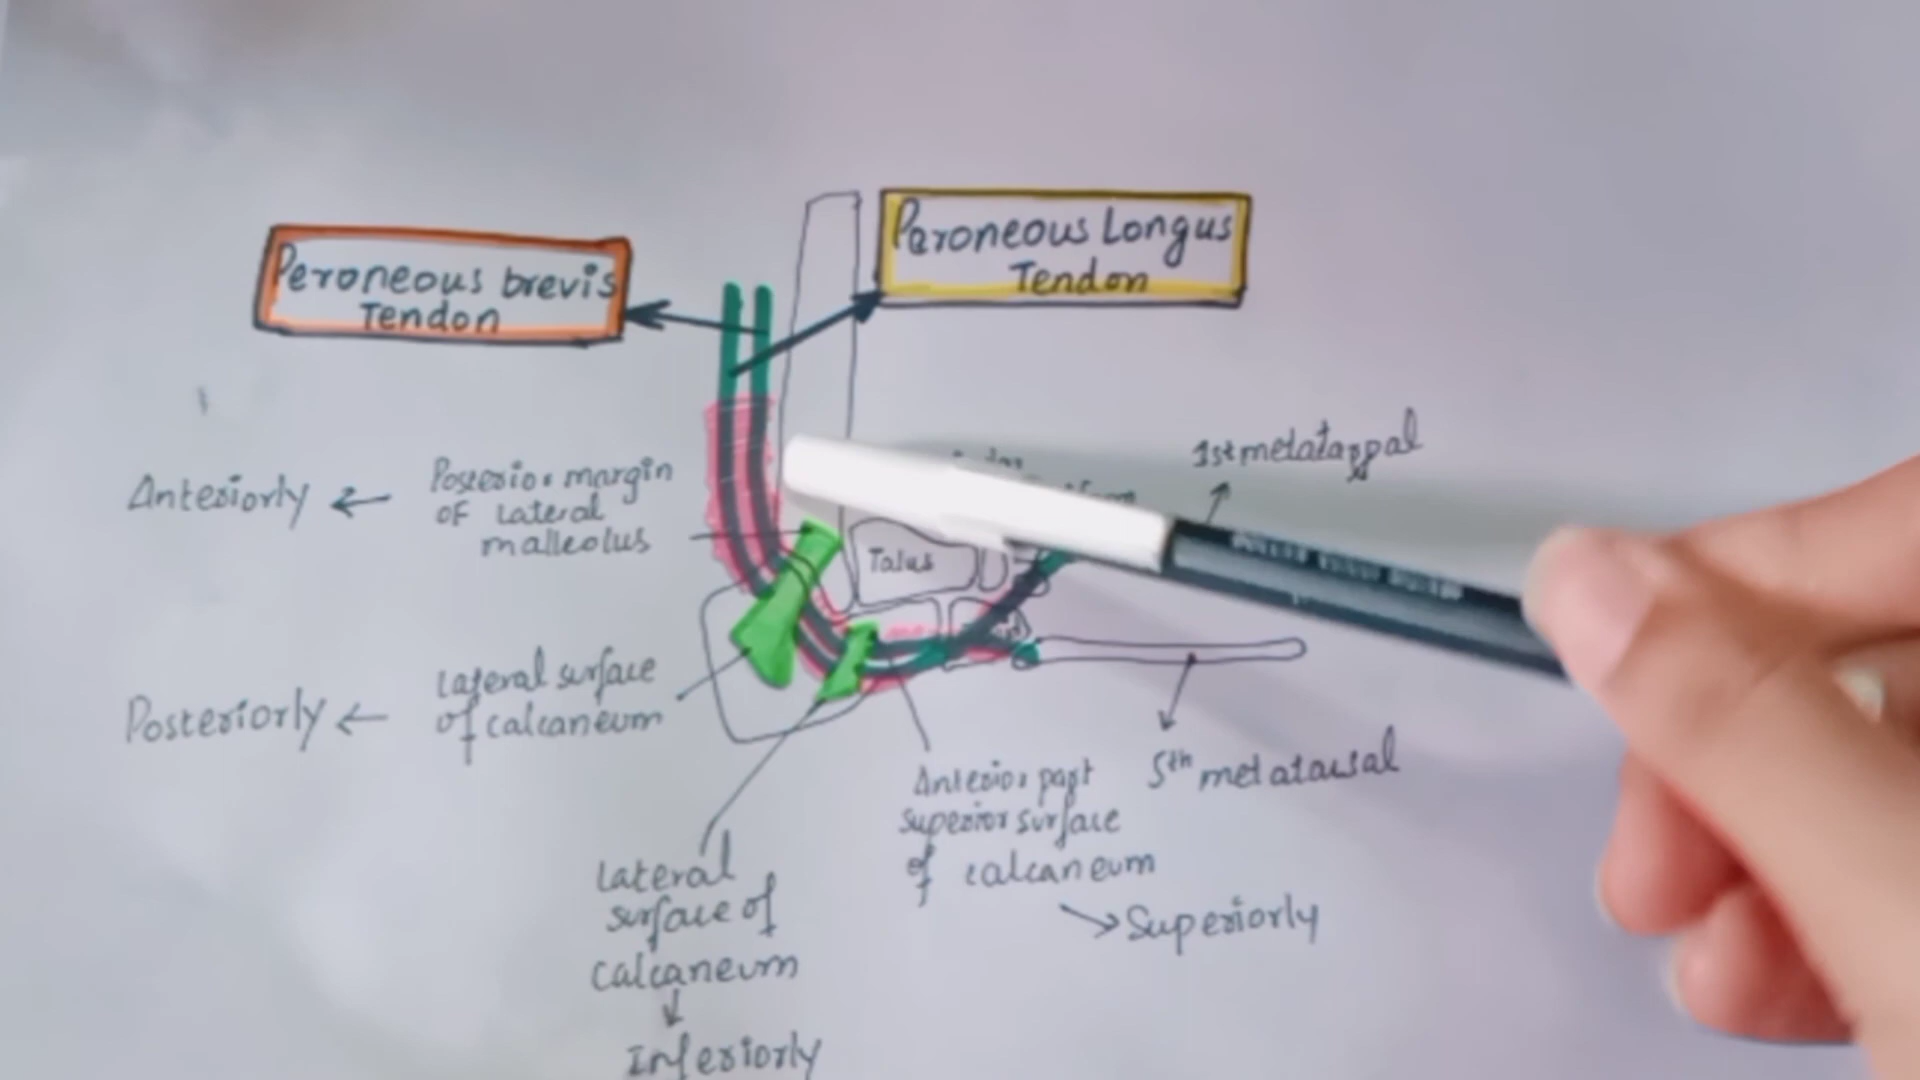 Peroneous brevis
Tendon
Peroneous Longus
Tendon
1st metatarsal
Anteriorly ←
Posterior margin
of Lateral
malleolus
Talus
Posteriorly ←
Lateral surface
of calcaneum
5th metatarsal
Anterior part
superior surface
of calcaneum
→ Superiorly
Lateral
surface of
calcaneum
↓
Inferiorly